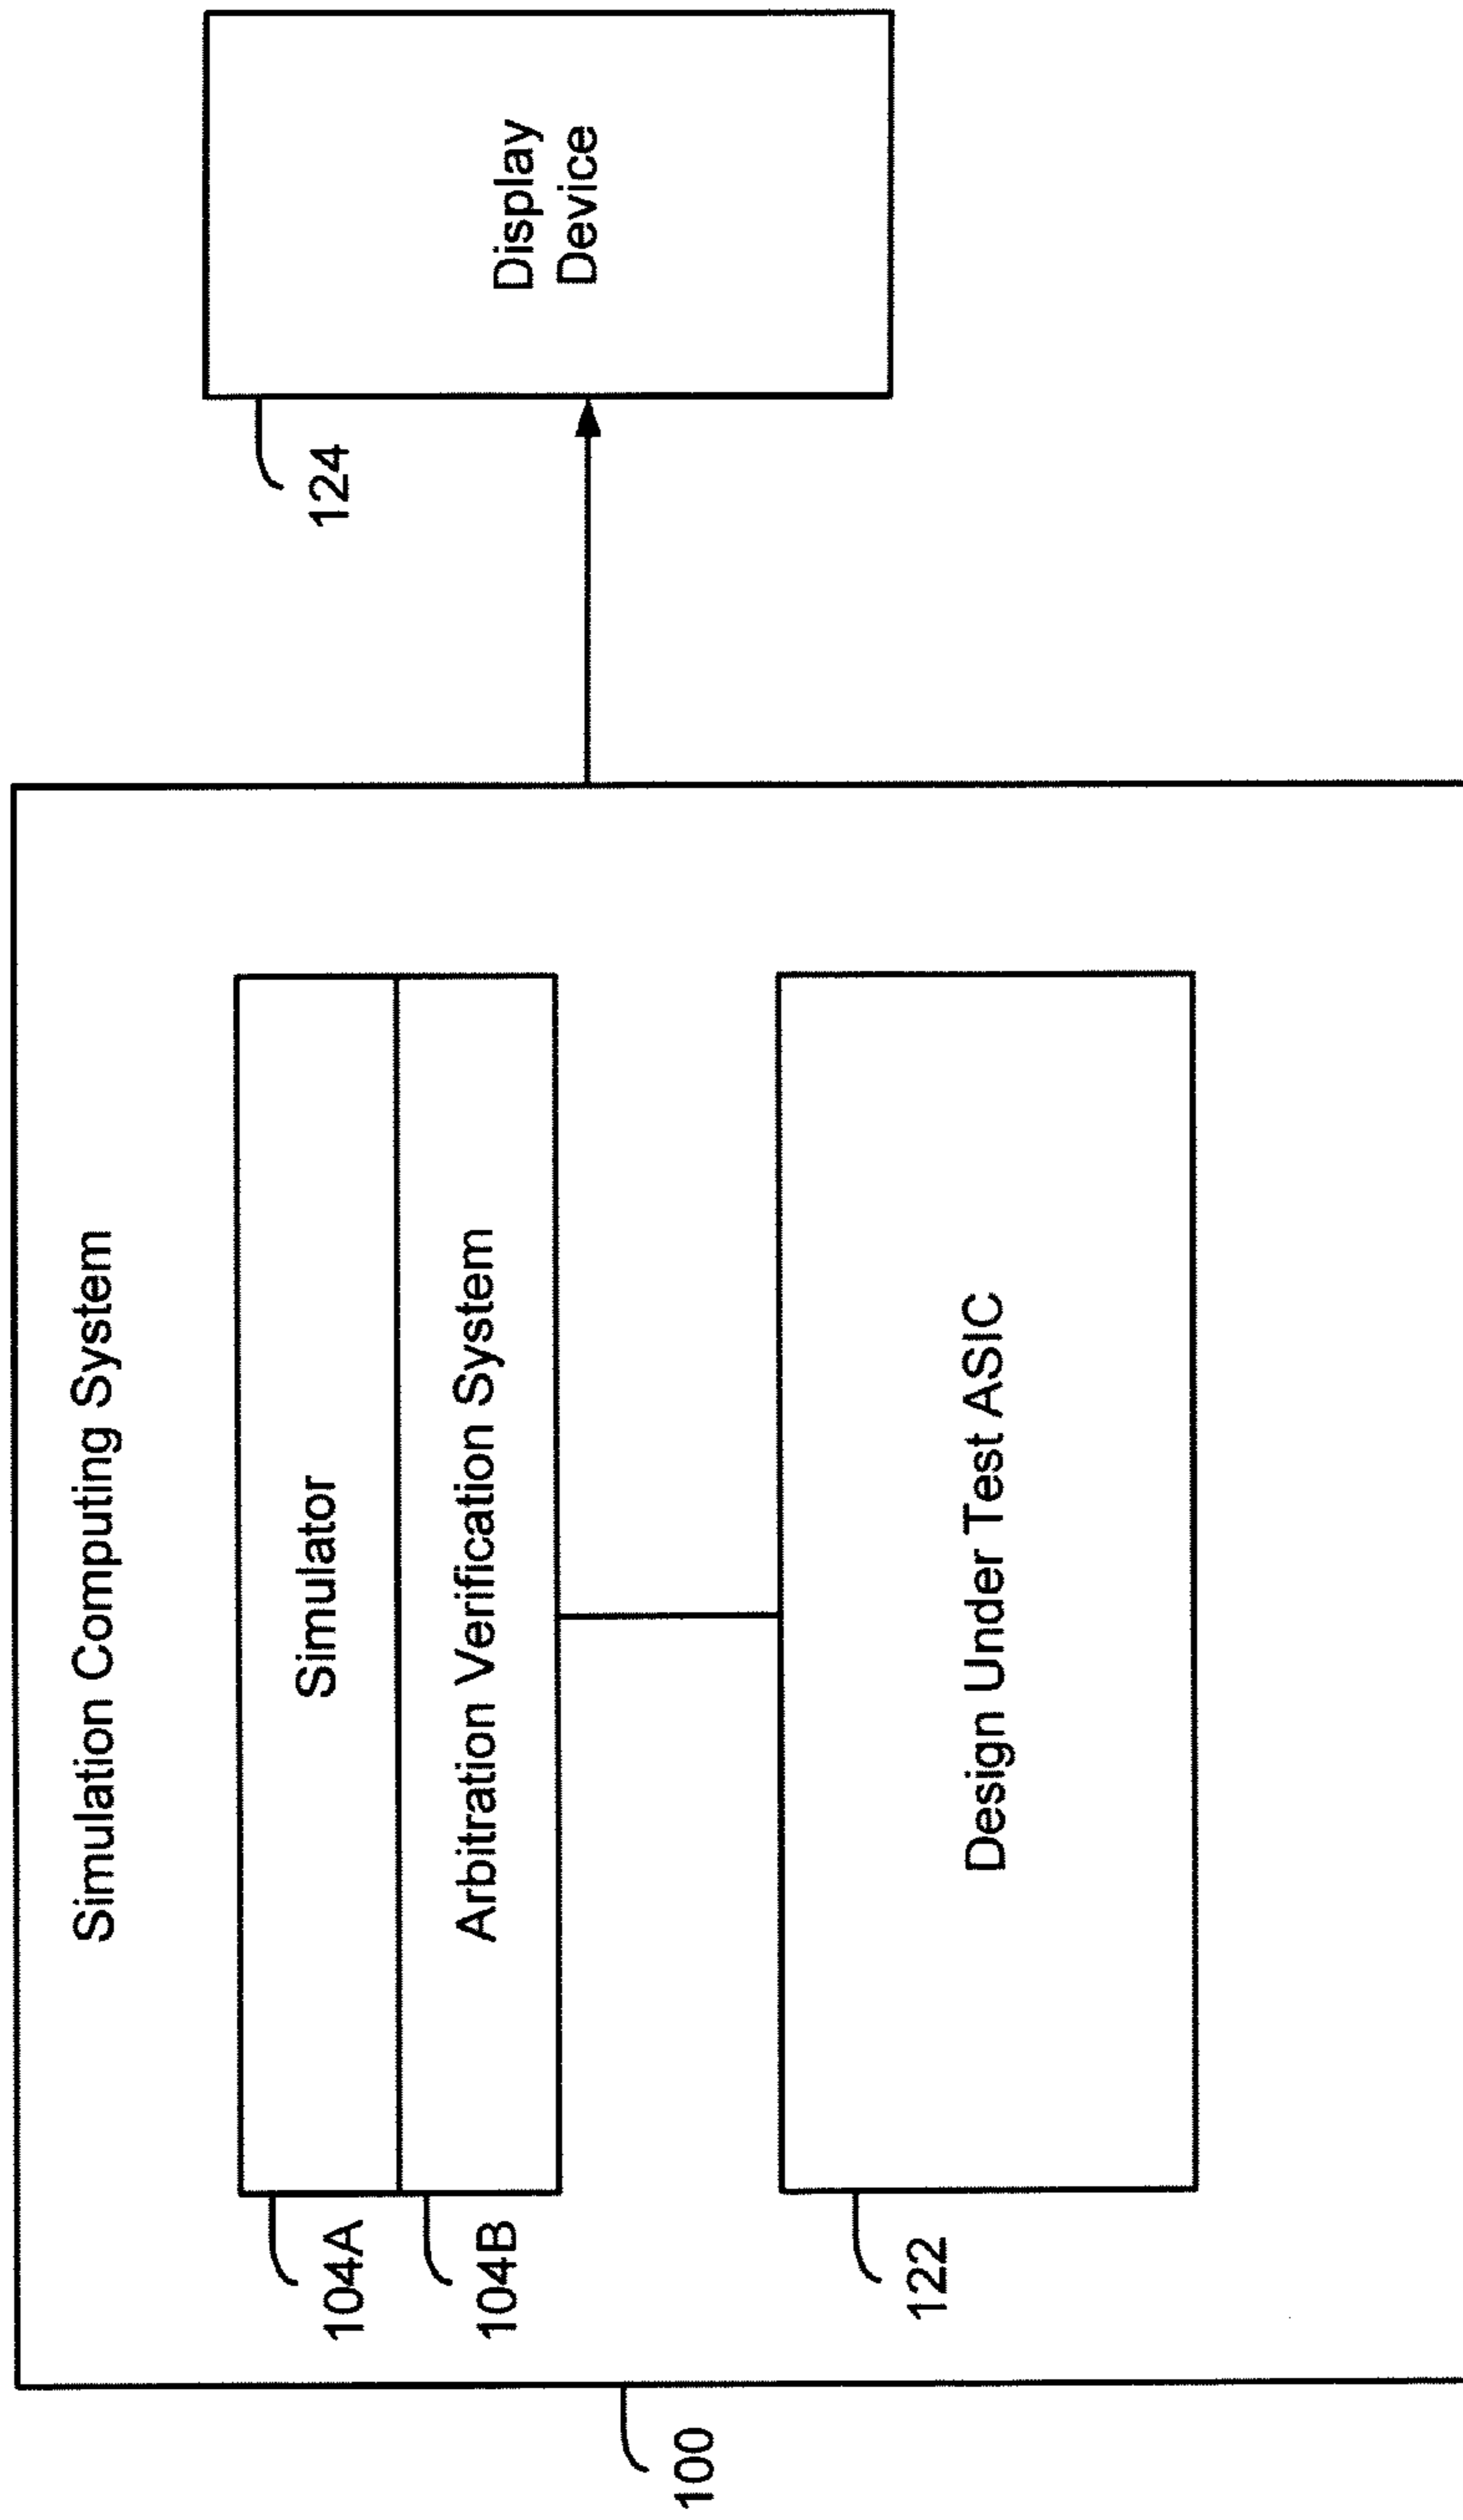 Simulation Computing System
Simulator
104A
Arbitration Verification System
104B
Design Under Test ASIC
122
100
Display
Device
124